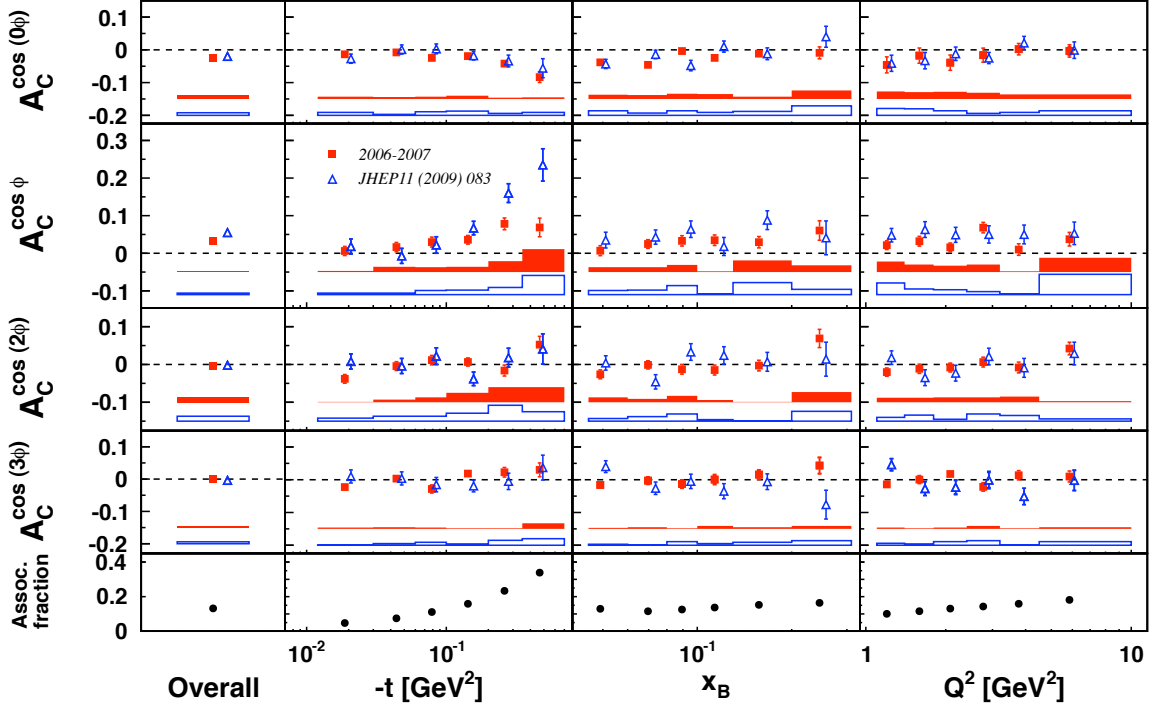 A_C^cos (0ϕ)
0.1
0
-0.1
-0.2
A_C^cos ϕ
0.3
0.2
0.1
0
-0.1
2006-2007
JHEP11 (2009) 083
A_C^cos (2ϕ)
0.1
0
-0.1
A_C^cos (3ϕ)
0.1
0
-0.1
-0.2
Assoc.
fraction
0.4
0.2
0
10^-2 10^-1 10^-1 1 10
Overall -t [GeV^2] x_B Q^2 [GeV^2]